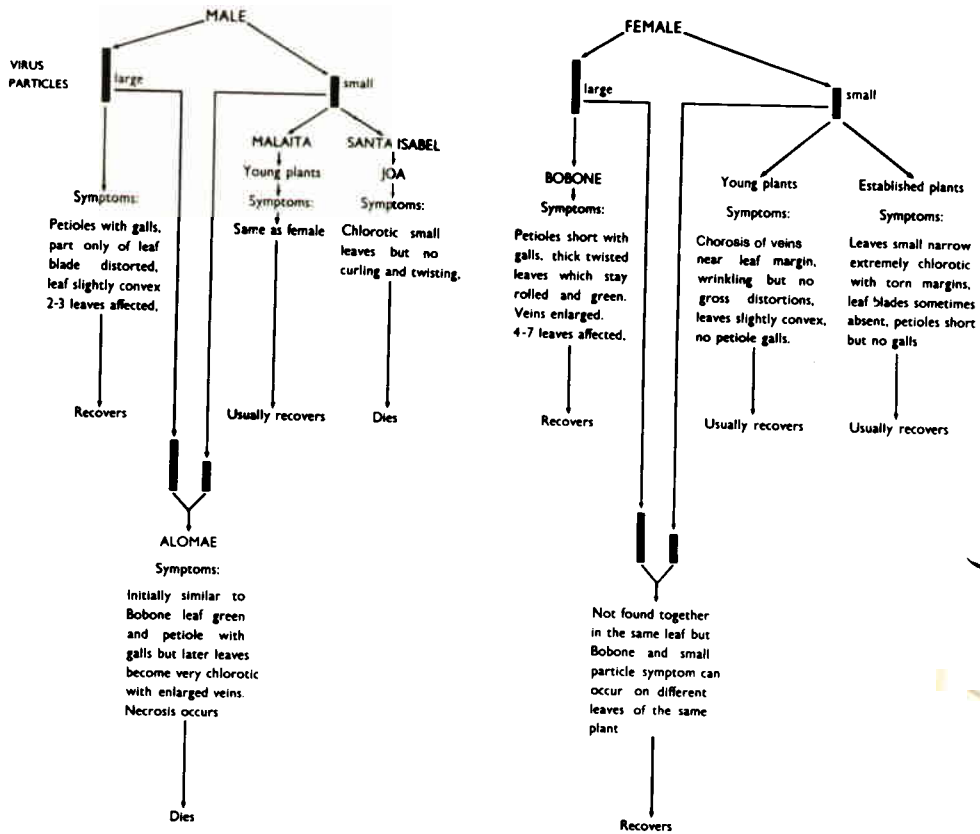 MALE
VIRUS
PARTICLES
large
small
MALAITA
Young plants
Symptoms:
Same as female
Usually recovers
SANTA ISABEL
JOA
Symptoms:
Chlorotic small
leaves but no
curling and twisting,
Dies
Symptoms:
Petioles with galls,
part only of leaf
blade distorted,
leaf slightly convex
2-3 leaves affected,
Recovers
ALOMAE
Symptoms:
Initially similar to
Bobone leaf green
and petiole with
galls but later leaves
become very chlorotic
with enlarged veins.
Necrosis occurs
Dies
FEMALE
large
small
BOBONE
Symptoms:
Petioles short with
galls, thick twisted
leaves which stay
rolled and green.
Veins enlarged.
4-7 leaves affected,
Recovers
Young plants
Symptoms:
Chorosis of veins
near leaf margin,
wrinkling but no
gross distortions,
leaves slightly convex,
no petiole galls.
Usually recovers
Established plants
Symptoms:
Leaves small narrow
extremely chlorotic
with torn margins,
leaf blades sometimes
absent, petioles short
but no galls
Usually recovers
Not found together
in the same leaf but
Bobone and small
particle symptom can
occur on different
leaves of the same
plant
Recovers